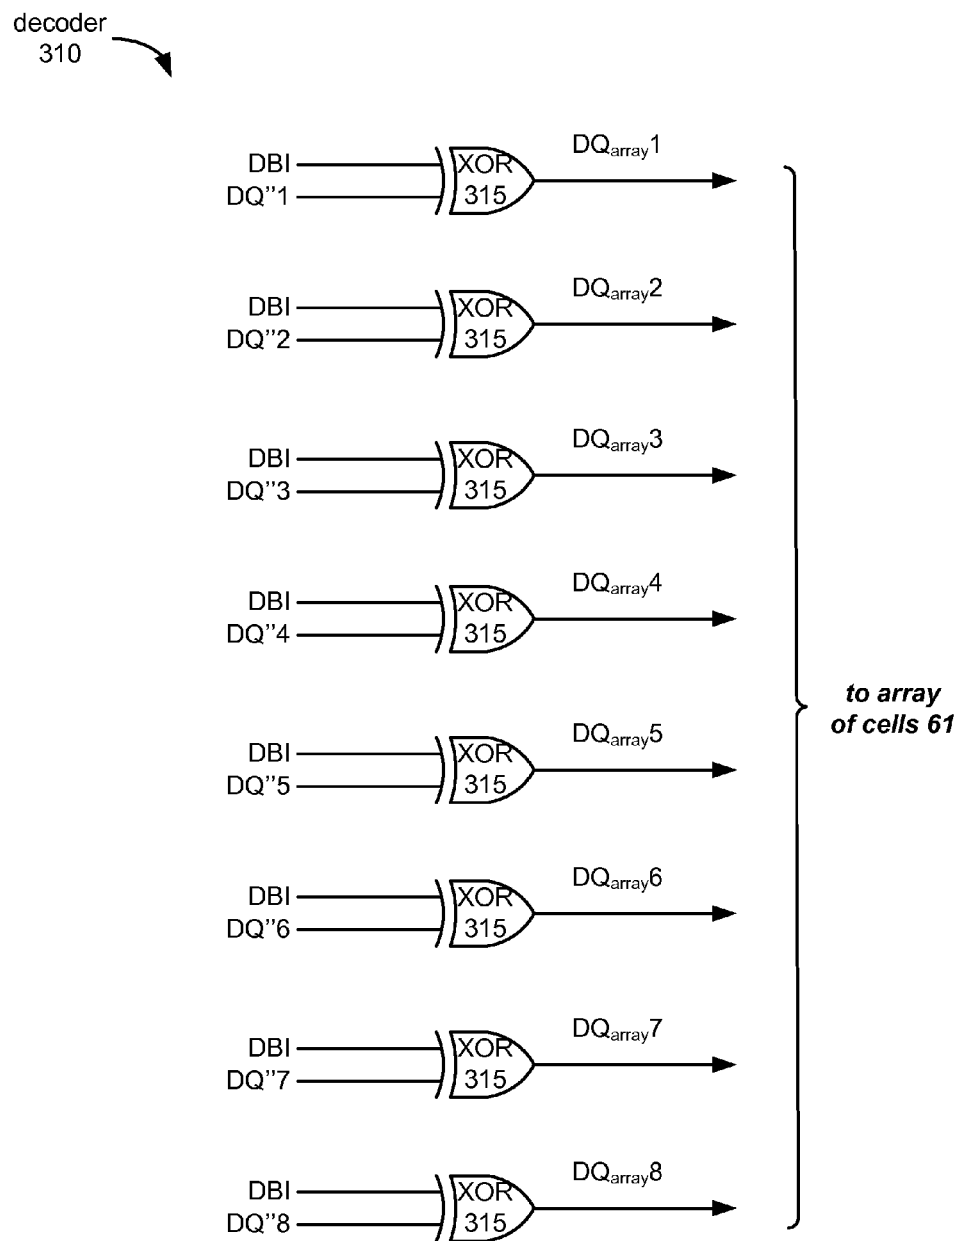 decoder
310
DQarray1
DBI
XOR
DQ''1
315
DQarray2
DBI
XOR
DQ''2
315
DQarray3
DBI
XOR
DQ''3
315
DQarray4
DBI
XOR
DQ''4
315
to array
of cells 61
DQarray5
DBI
XOR
DQ''5
315
DQarray6
DBI
XOR
DQ''6
315
DQarray7
DBI
XOR
DQ''7
315
DQarray8
DBI
XOR
DQ''8
315